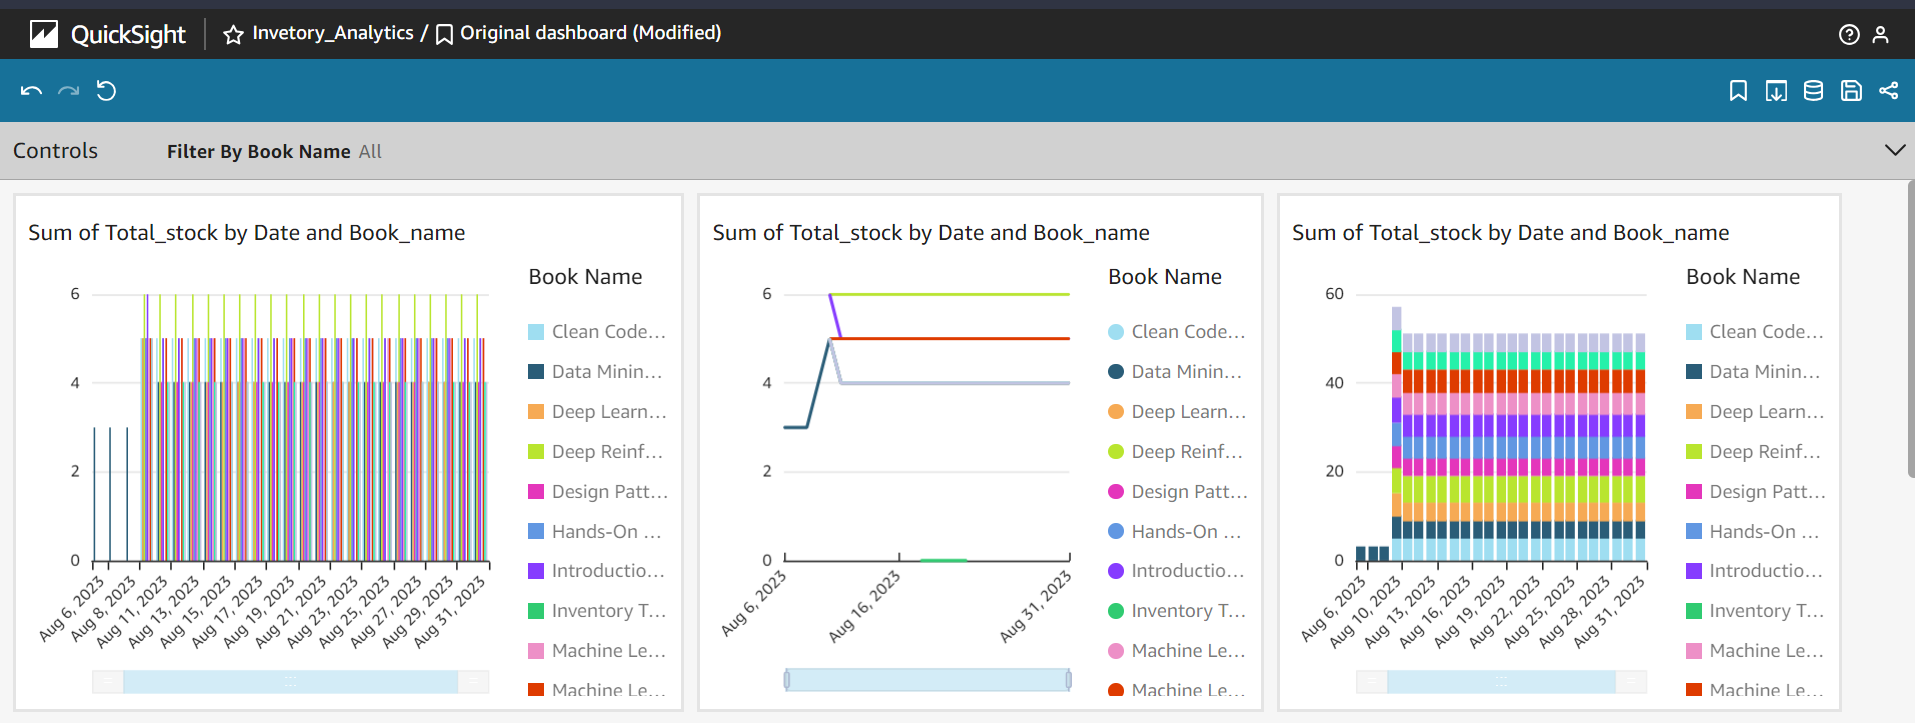 QuickSight
Invetory_Analytics / Original dashboard (Modified)
Controls
Filter By Book Name All
Sum of Total_stock by Date and Book_name
6
4
2
0
Aug 6, 2023
Aug 8, 2023
Aug 11, 2023
Aug 13, 2023
Aug 15, 2023
Aug 17, 2023
Aug 19, 2023
Aug 21, 2023
Aug 23, 2023
Aug 25, 2023
Aug 27, 2023
Aug 29, 2023
Aug 31, 2023
Book Name
Clean Code...
Data Minin...
Deep Learn...
Deep Reinf...
Design Patt...
Hands-On ...
Introductio...
Inventory T...
Machine Le...
Machine Le...
Sum of Total_stock by Date and Book_name
6
4
2
0
Aug 6, 2023
Aug 16, 2023
Aug 31, 2023
Book Name
Clean Code...
Data Minin...
Deep Learn...
Deep Reinf...
Design Patt...
Hands-On ...
Introductio...
Inventory T...
Machine Le...
Machine Le...
Sum of Total_stock by Date and Book_name
60
40
20
0
Aug 6, 2023
Aug 10, 2023
Aug 13, 2023
Aug 16, 2023
Aug 19, 2023
Aug 22, 2023
Aug 25, 2023
Aug 28, 2023
Aug 31, 2023
Book Name
Clean Code...
Data Minin...
Deep Learn...
Deep Reinf...
Design Patt...
Hands-On ...
Introductio...
Inventory T...
Machine Le...
Machine Le...